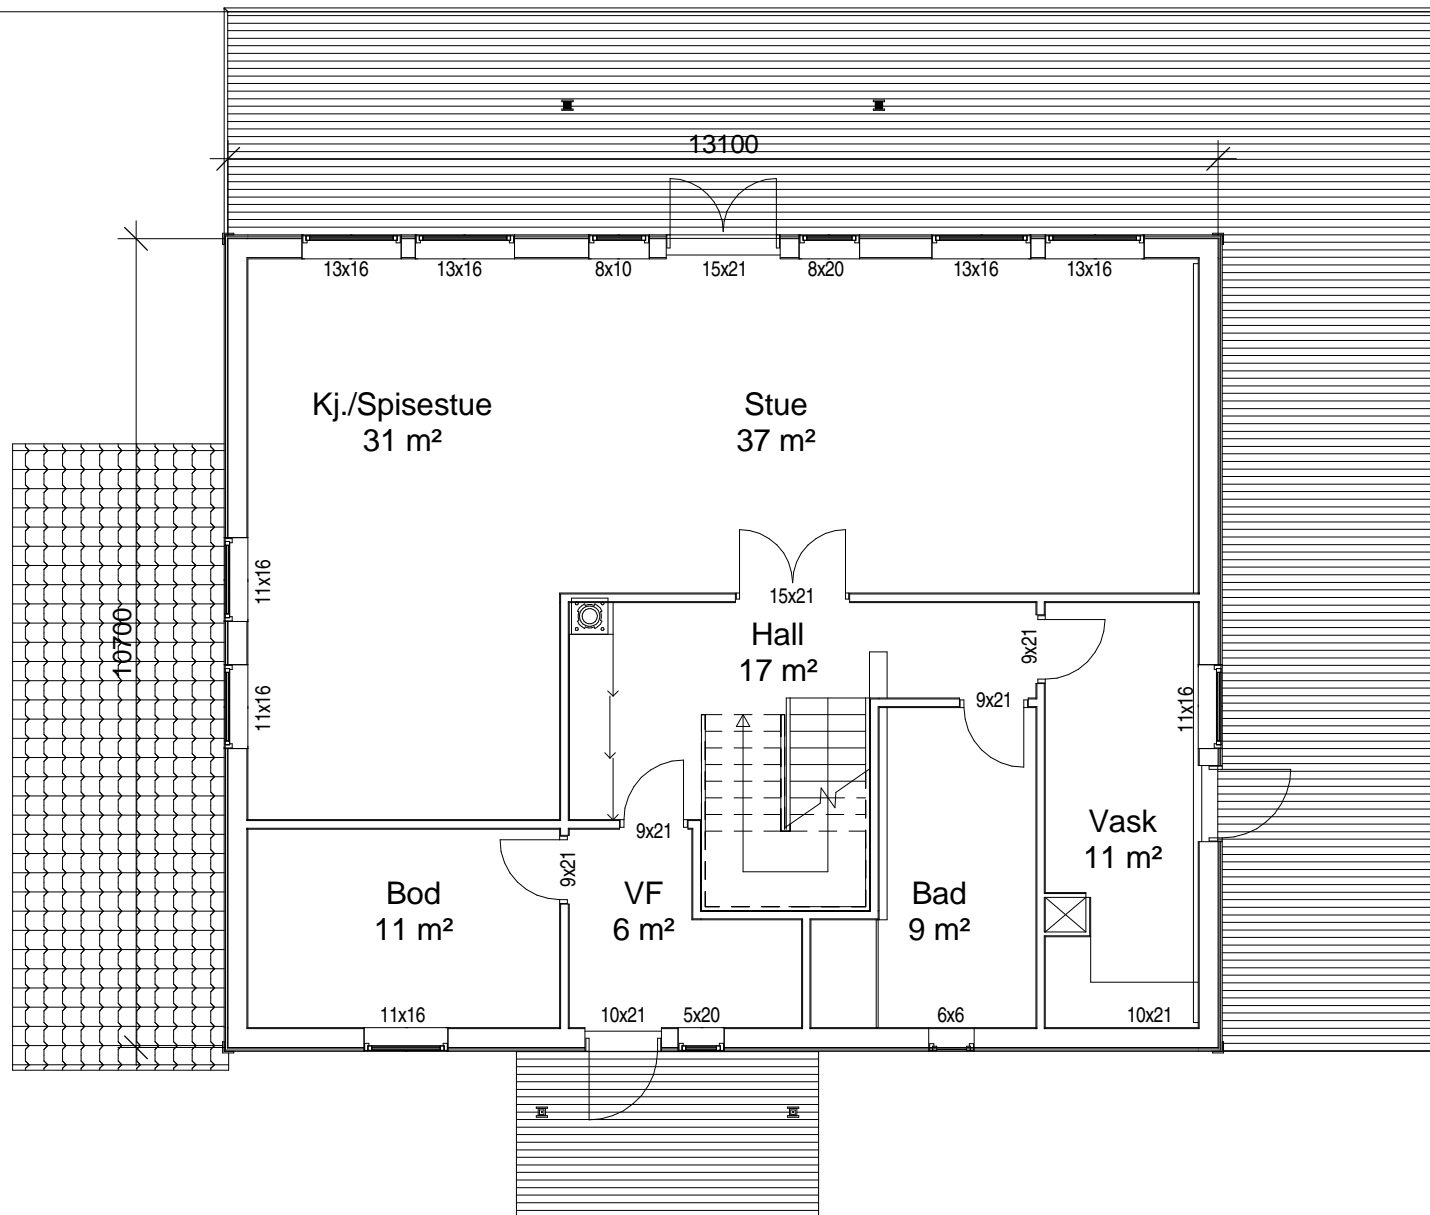 13100
13x16
13x16
8x10
15x21
8x20
13x16
13x16
Kj./Spisestue
31 m²
Stue
37 m²
11x16
10700
11x16
15x21
Hall
17 m²
9x21
9x21
11x16
9x21
9x21
Vask
11 m²
Bod
11 m²
VF
6 m²
Bad
9 m²
11x16
10x21
5x20
6x6
10x21